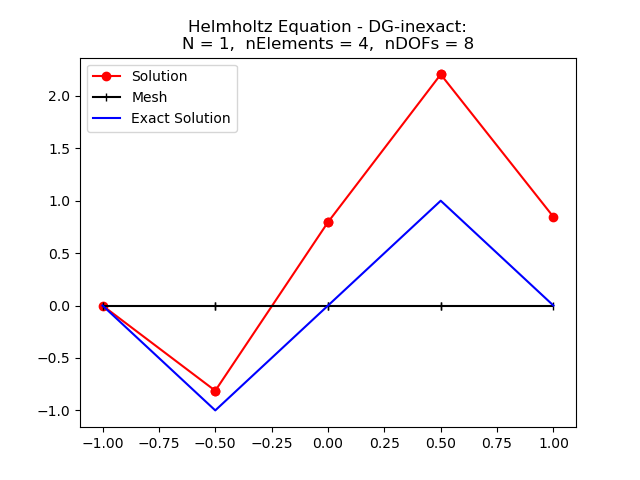 Helmholtz Equation - DG-inexact:
N = 1,  nElements = 4,  nDOFs = 8
Solution
Mesh
Exact Solution
2.0
1.5
1.0
0.5
0.0
−0.5
−1.0
−1.00 −0.75 −0.50 −0.25 0.00 0.25 0.50 0.75 1.00